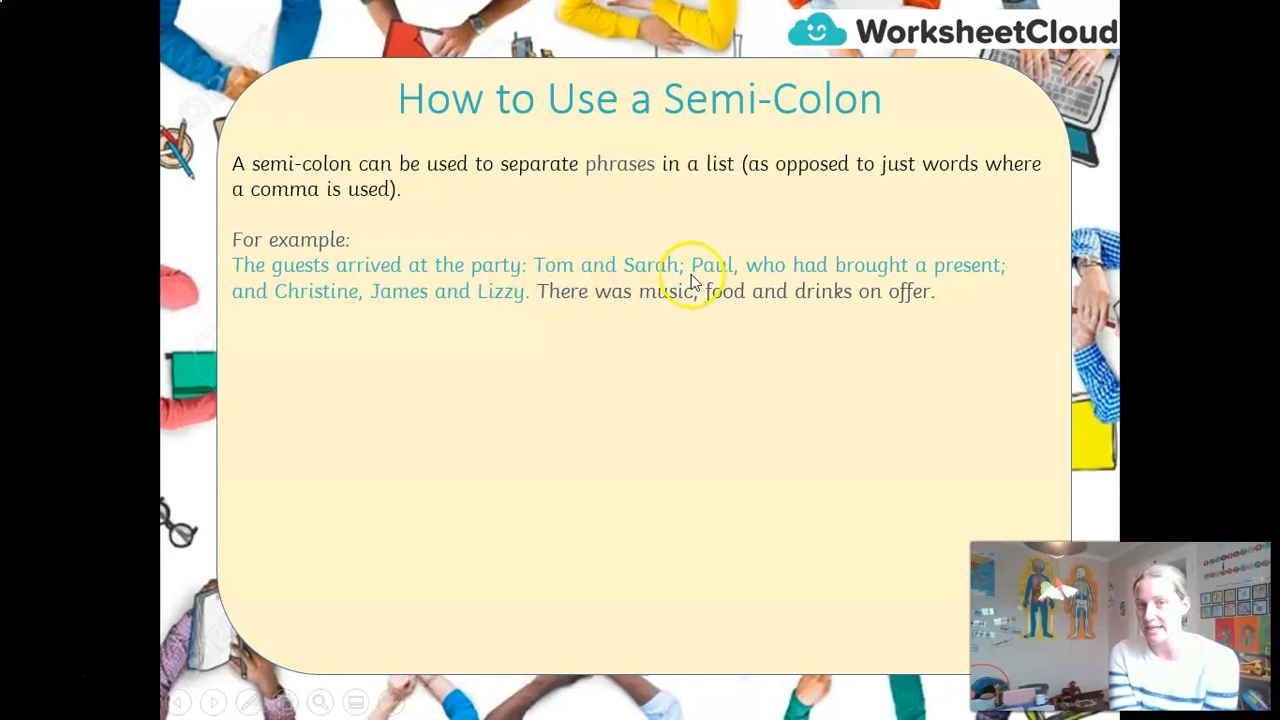 WorksheetCloud
How to Use a Semi-Colon
A semi-colon can be used to separate phrases in a list (as opposed to just words where
a comma is used).
For example:
The guests arrived at the party: Tom and Sarah; Paul, who had brought a present;
and Christine, James and Lizzy. There was music, food and drinks on offer.